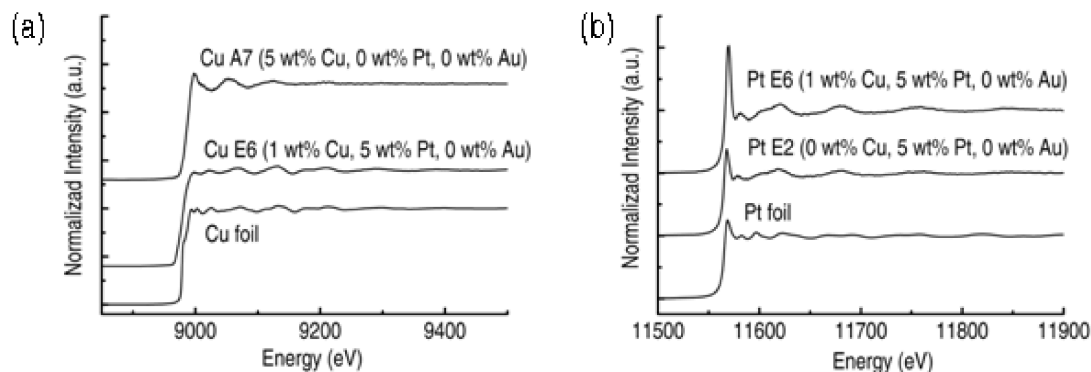 (a)
Normalizad Intensity (a.u.)
Cu A7 (5 wt% Cu, 0 wt% Pt, 0 wt% Au)
Cu E6 (1 wt% Cu, 5 wt% Pt, 0 wt% Au)
Cu foil
9000 9200 9400
Energy (eV)
(b)
Normalizad Intensity (a.u.)
Pt E6 (1 wt% Cu, 5 wt% Pt, 0 wt% Au)
Pt E2 (0 wt% Cu, 5 wt% Pt, 0 wt% Au)
Pt foil
11500 11600 11700 11800 11900
Energy (eV)